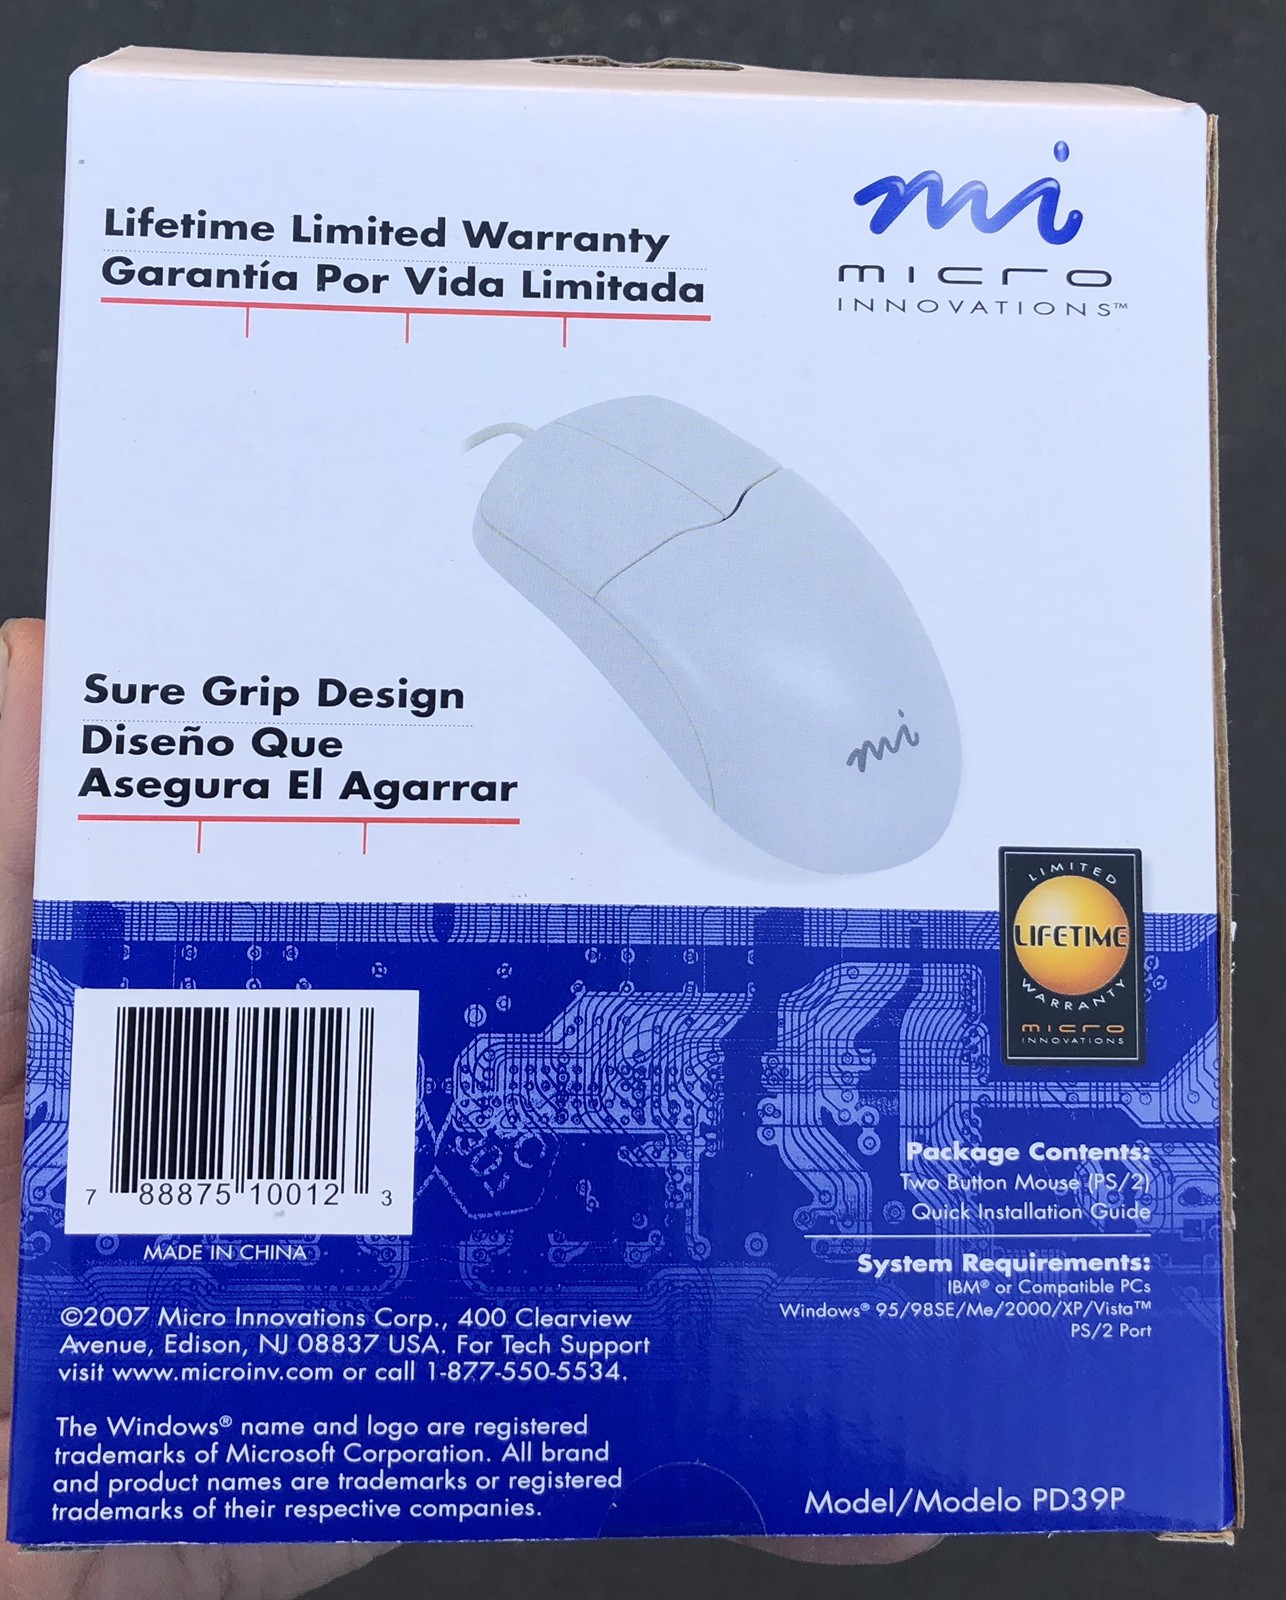 mi
micro
INNOVATIONS™
Lifetime Limited Warranty
Garantía Por Vida Limitada
mi
Sure Grip Design
Diseño Que
Asegura El Agarrar
LIMITED
LIFETIME
WARRANTY
micro
INNOVATIONS
7 88875 10012 3
MADE IN CHINA
Package Contents:
Two Button Mouse (PS/2)
Quick Installation Guide
System Requirements:
IBM® or Compatible PCs
Windows® 95/98SE/Me/2000/XP/Vista™
PS/2 Port
©2007 Micro Innovations Corp., 400 Clearview
Avenue, Edison, NJ 08837 USA. For Tech Support
visit www.microinv.com or call 1-877-550-5534.
The Windows® name and logo are registered
trademarks of Microsoft Corporation. All brand
and product names are trademarks or registered
trademarks of their respective companies.
Model/Modelo PD39P